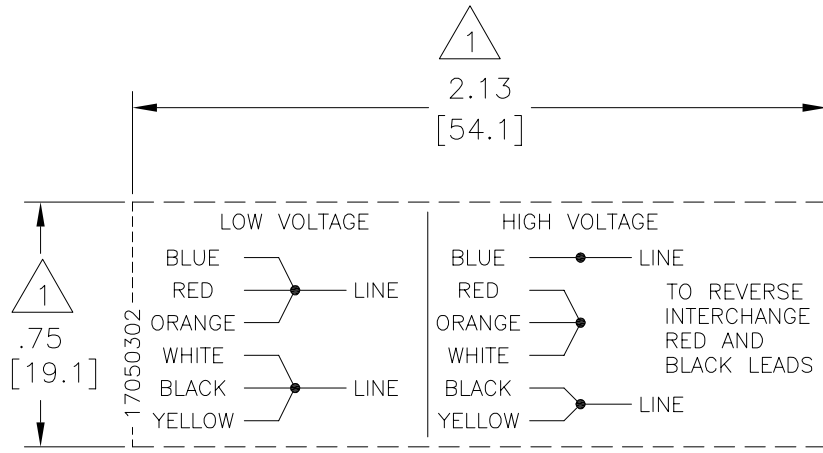 1
2.13
[54.1]
1
.75
[19.1]
17050302
LOW VOLTAGE
BLUE
RED
LINE
ORANGE
WHITE
BLACK
LINE
YELLOW
HIGH VOLTAGE
BLUE
LINE
RED
ORANGE
WHITE
BLACK
LINE
YELLOW
TO REVERSE
INTERCHANGE
RED AND
BLACK LEADS